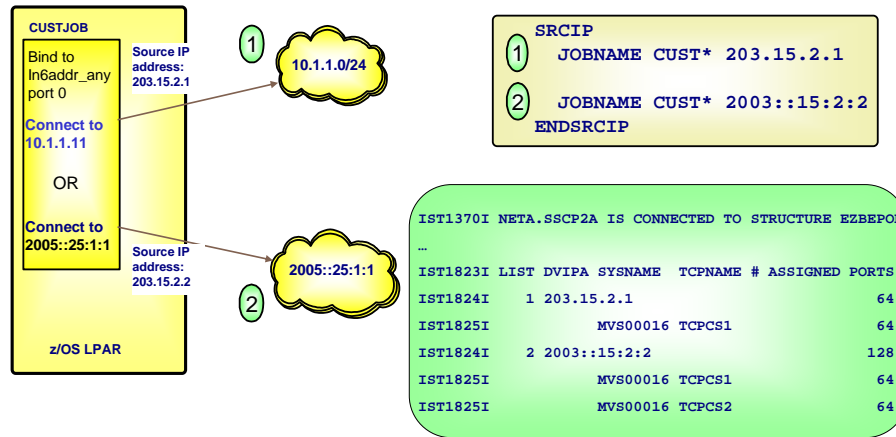 CUSTJOB
Bind to
In6addr_any
port 0
Connect to
10.1.1.11
OR
Connect to
2005::25:1:1
z/OS LPAR
Source IP
address:
203.15.2.1
Source IP
address:
203.15.2.2
1
10.1.1.0/24
2005::25:1:1
2
SRCIP
1 JOBNAME CUST* 203.15.2.1
2 JOBNAME CUST* 2003::15:2:2
ENDSRCIP
IST1370I NETA.SSCP2A IS CONNECTED TO STRUCTURE
…
IST1823I LIST DVIPA SYSNAME TCPNAME # ASSIGNED PORTS
IST1824I 1 203.15.2.1 64
IST1825I MVS00016 TCPCS1 64
IST1824I 2 2003::15:2:2 128
IST1825I MVS00016 TCPCS1 64
IST1825I MVS00016 TCPCS2 64